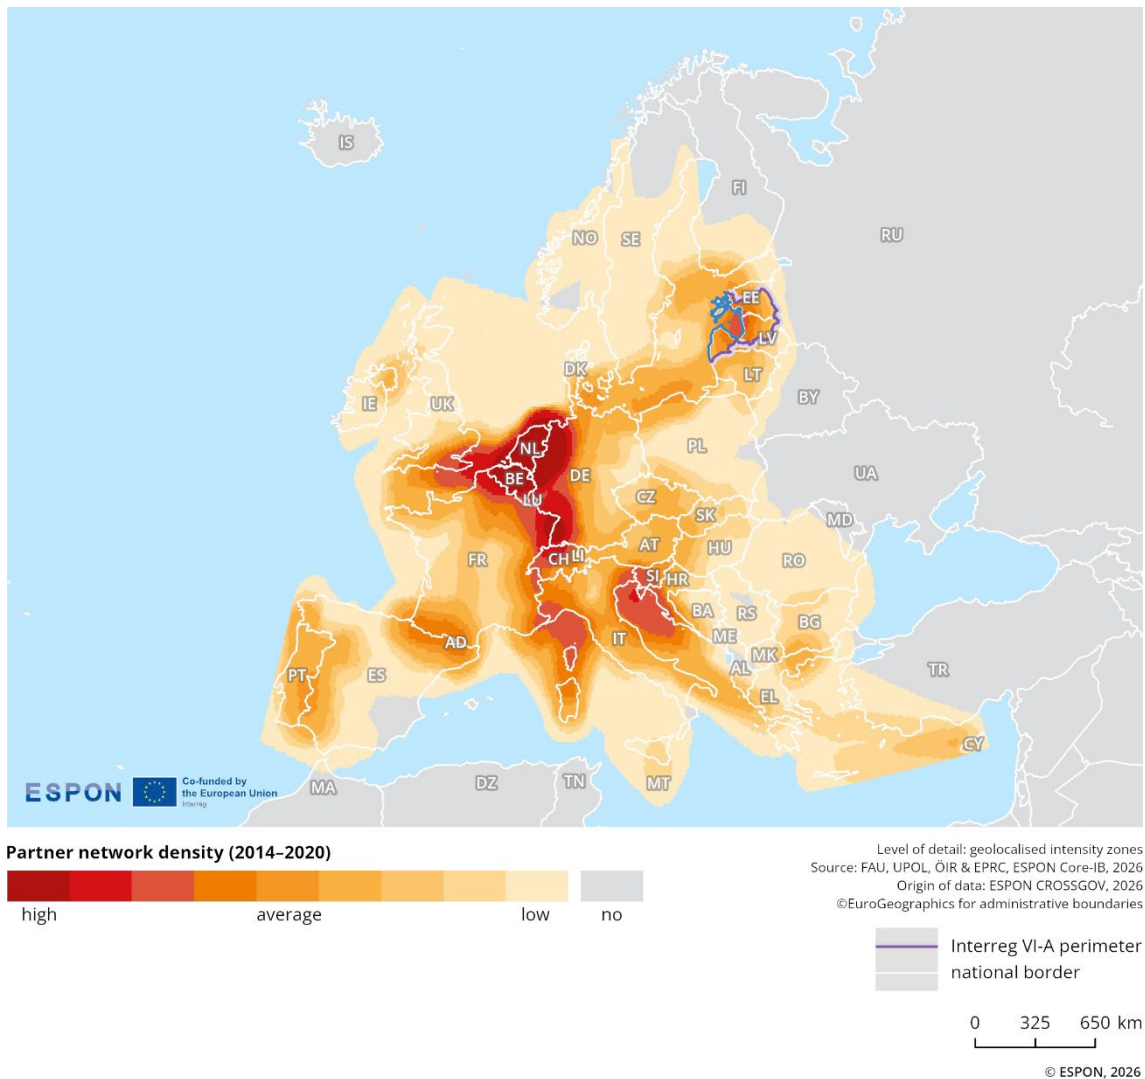 IS
FI
NO
SE
RU
EE
LV
DK
LT
IE
UK
BY
NL
PL
BE
DE
UA
LU
CZ
SK
MD
AT
HU
FR
CH
LI
RO
SI
HR
BA
RS
BG
IT
ME
AD
MK
AL
PT
ES
TR
EL
CY
MA
DZ
TN
MT
ESPON
Co-funded by
the European Union
Interreg
Partner network density (2014–2020)
high
average
low
no
Level of detail: geolocalised intensity zones
Source: FAU, UPOL, ÖIR & EPRC, ESPON Core-IB, 2026
Origin of data: ESPON CROSSGOV, 2026
©EuroGeographics for administrative boundaries
Interreg VI-A perimeter
national border
0 325 650 km
© ESPON, 2026